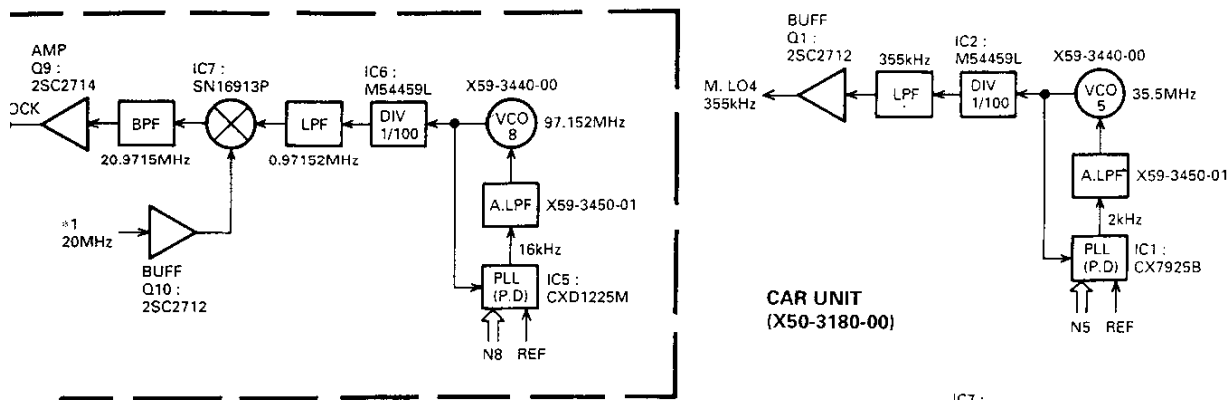 AMP
Q9 :
2SC2714
OCK
BPF
20.9715MHz
IC7 :
SN16913P
LPF
0.97152MHz
IC6 :
M54459L
DIV
1/100
X59-3440-00
VCO
8
97.152MHz
A.LPF
X59-3450-01
16kHz
PLL
(P.D)
IC5 :
CXD1225M
N8
REF
*1
20MHz
BUFF
Q10 :
2SC2712
BUFF
Q1 :
2SC2712
M. LO4
355kHz
355kHz
LPF
IC2 :
M54459L
DIV
1/100
X59-3440-00
VCO
5
35.5MHz
A.LPF
X59-3450-01
2kHz
PLL
(P.D)
IC1 :
CX7925B
N5
REF
CAR UNIT
(X50-3180-00)
IC7 :